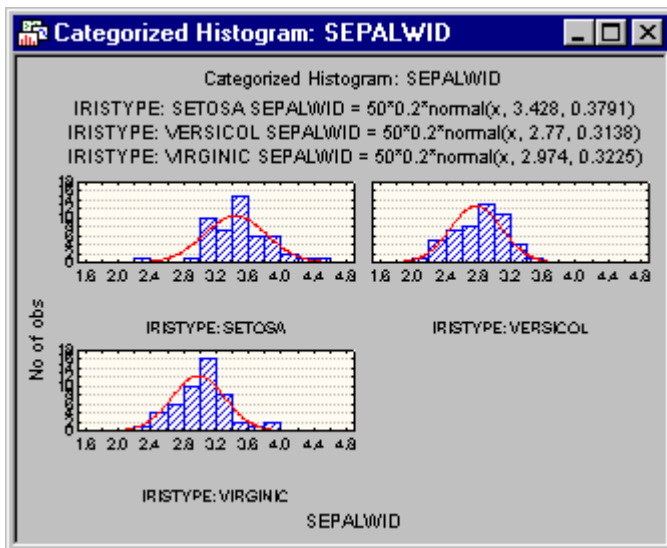 Categorized Histogram: SEPALWID
Categorized Histogram: SEPALWID
IRISTYPE: SETOSA SEPALWID = 50*0.2*normal(x, 3.428, 0.3791)
IRISTYPE: VERSICOL SEPALWID = 50*0.2*normal(x, 2.77, 0.3138)
IRISTYPE: VIRGINIC SEPALWID = 50*0.2*normal(x, 2.974, 0.3225)
1.6 2.0 2.4 2.8 3.2 3.6 4.0 4.4 4.8
1.6 2.0 2.4 2.8 3.2 3.6 4.0 4.4 4.8
IRISTYPE: SETOSA
IRISTYPE: VERSICOL
No of obs
1.6 2.0 2.4 2.8 3.2 3.6 4.0 4.4 4.8
IRISTYPE: VIRGINIC
SEPALWID